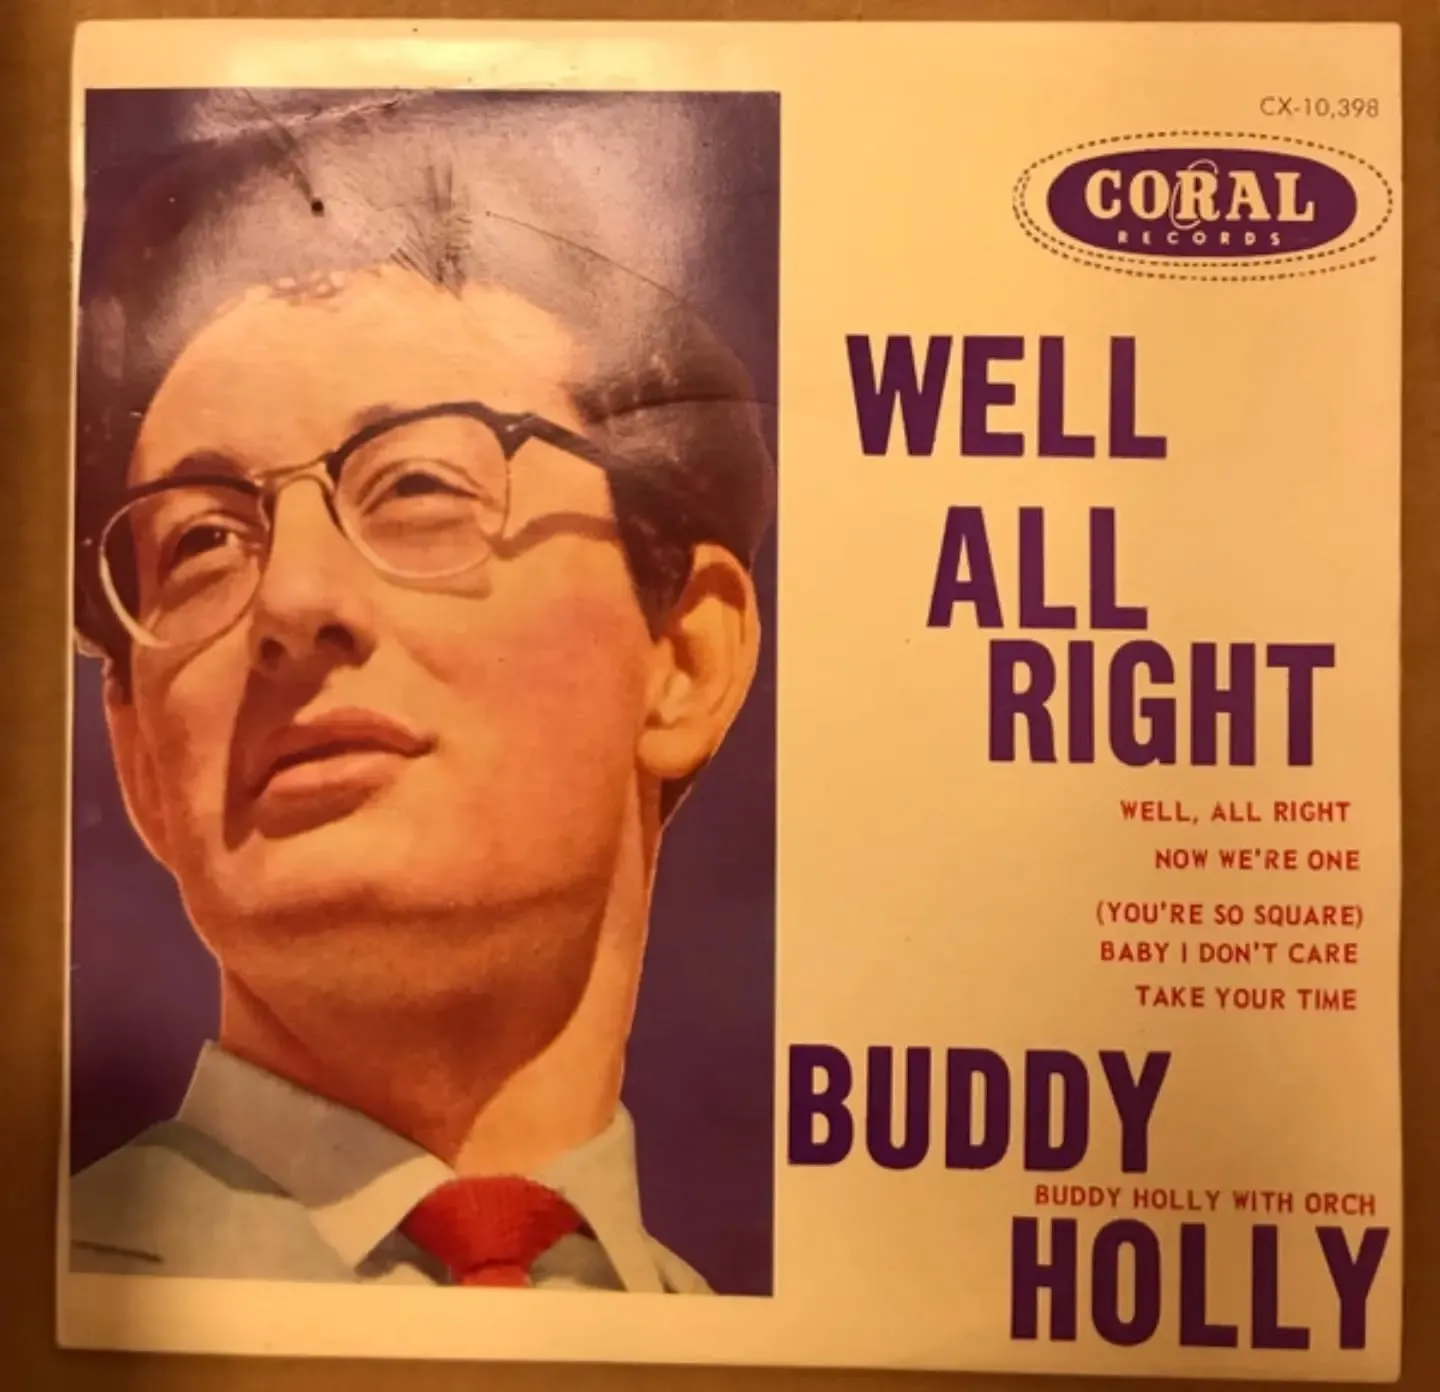 CX-10,398
CORAL
RECORDS
WELL
ALL
RIGHT
WELL, ALL RIGHT
NOW WE'RE ONE
(YOU'RE SO SQUARE)
BABY I DON'T CARE
TAKE YOUR TIME
BUDDY
BUDDY HOLLY WITH ORCH
HOLLY